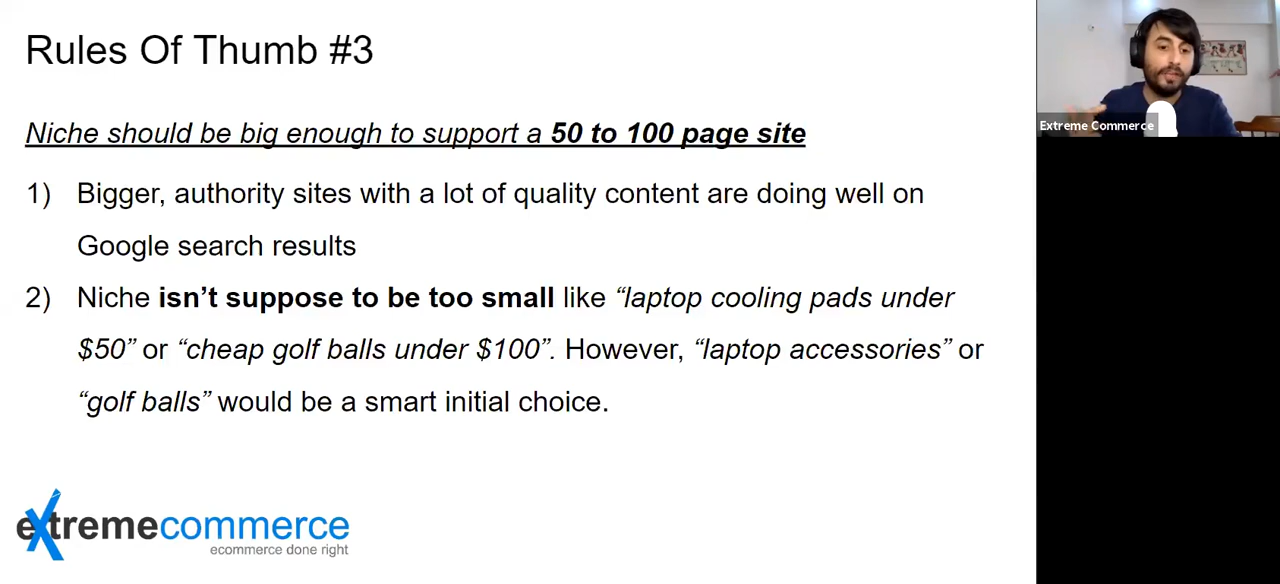 Rules Of Thumb #3
Niche should be big enough to support a 50 to 100 page site
1) Bigger, authority sites with a lot of quality content are doing well on
Google search results
2) Niche isn’t suppose to be too small like “laptop cooling pads under
$50” or “cheap golf balls under $100”. However, “laptop accessories” or
“golf balls” would be a smart initial choice.
extremecommerce
ecommerce done right
Extreme Commerce